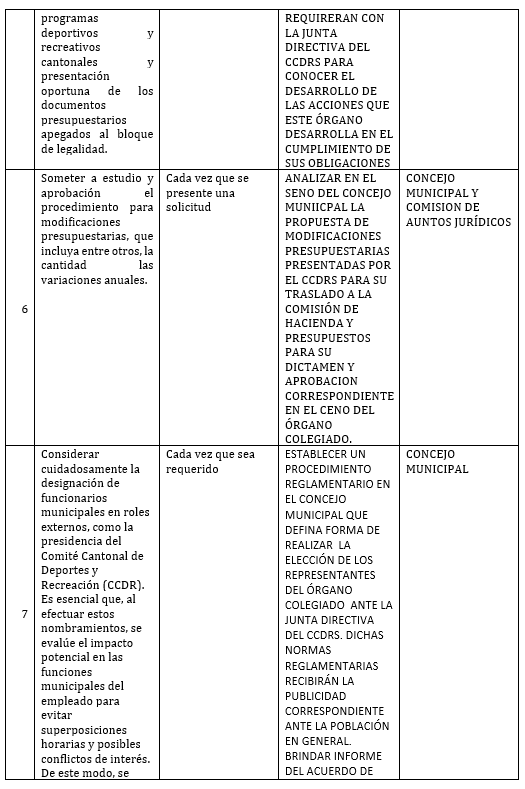 programas
deportivos y
recreativos
cantonales y
presentación
oportuna de los
documentos
presupuestarios
apegados al bloque
de legalidad.
REQUIRERAN CON
LA JUNTA
DIRECTIVA DEL
CCDRS PARA
CONOCER EL
DESARROLLO DE
LAS ACCIONES QUE
ESTE ÓRGANO
DESARROLLA EN EL
CUMPLIMIENTO DE
SUS OBLIGACIONES
6
Someter a estudio y
aprobación el
procedimiento para
modificaciones
presupuestarias, que
incluya entre otros, la
cantidad las
variaciones anuales.
Cada vez que se
presente una
solicitud
ANALIZAR EN EL
SENO DEL CONCEJO
MUNIICPAL LA
PROPUESTA DE
MODIFICACIONES
PRESUPUESTARIAS
PRESENTADAS POR
EL CCDRS PARA SU
TRASLADO A LA
COMISIÓN DE
HACIENDA Y
PRESUPUESTOS
PARA SU
DICTAMEN Y
APROBACION
CORRESPONDIENTE
EN EL CENO DEL
ÓRGANO
COLEGIADO.
CONCEJO
MUNICIPAL Y
COMISION DE
AUNTOS JURÍDICOS
7
Considerar
cuidadosamente la
designación de
funcionarios
municipales en roles
externos, como la
presidencia del
Comité Cantonal de
Deportes y
Recreación (CCDR).
Es esencial que, al
efectuar estos
nombramientos, se
evalúe el impacto
potencial en las
funciones
municipales del
empleado para
evitar
superposiciones
horarias y posibles
conflictos de interés.
De este modo, se
Cada vez que sea
requerido
ESTABLECER UN
PROCEDIMIENTO
REGLAMENTARIO EN
EL CONCEJO
MUNICIPAL QUE
DEFINA FORMA DE
REALIZAR LA
ELECCIÓN DE LOS
REPRESENTANTES
DEL ÓRGANO
COLEGIADO ANTE LA
JUNTA DIRECTIVA
DEL CCDRS. DICHAS
NORMAS
REGLAMENTARIAS
RECIBIRÁN LA
PUBLICIDAD
CORRESPONDIENTE
ANTE LA POBLACIÓN
EN GENERAL.
BRINDAR INFORME
DEL ACUERDO DE
CONCEJO
MUNICIPAL